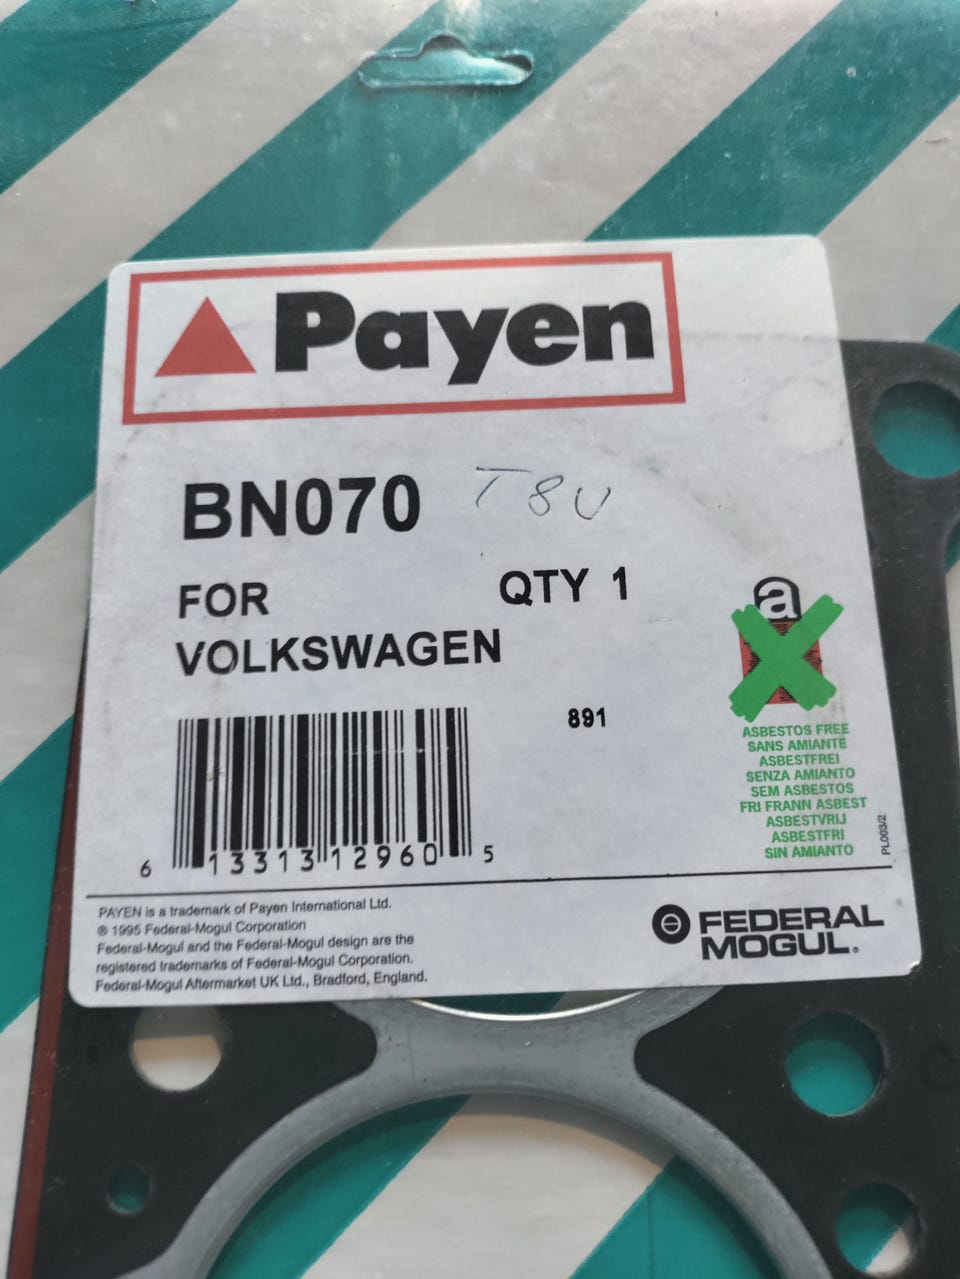 Payen
BN070 T8U
FOR QTY 1
VOLKSWAGEN
891
a
ASBESTOS FREE
SANS AMIANTE
ASBESTFREI
SENZA AMIANTO
SEM ASBESTOS
FRI FRANN ASBEST
ASBESTVRIJ
ASBESTFRI
SIN AMIANTO
PL003/2
6 13313 12960 5
PAYEN is a trademark of Payen International Ltd.
® 1995 Federal-Mogul Corporation
Federal-Mogul and the Federal-Mogul design are the
registered trademarks of Federal-Mogul Corporation.
Federal-Mogul Aftermarket UK Ltd., Bradford, England.
FEDERAL
MOGUL®